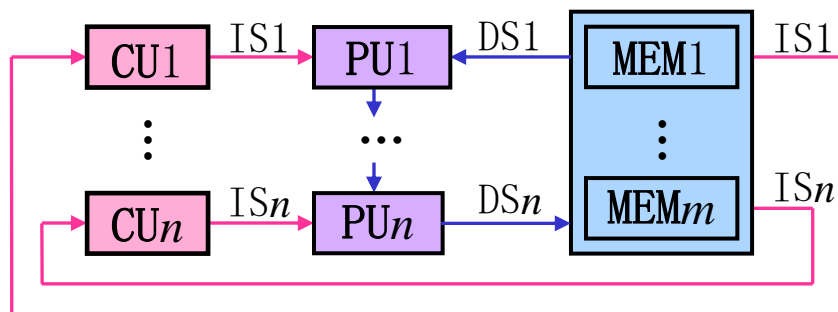 CU1 IS1 PU1 DS1 MEM1 IS1
⋮ … ⋮
CUn ISn PUn DSn MEMm ISn